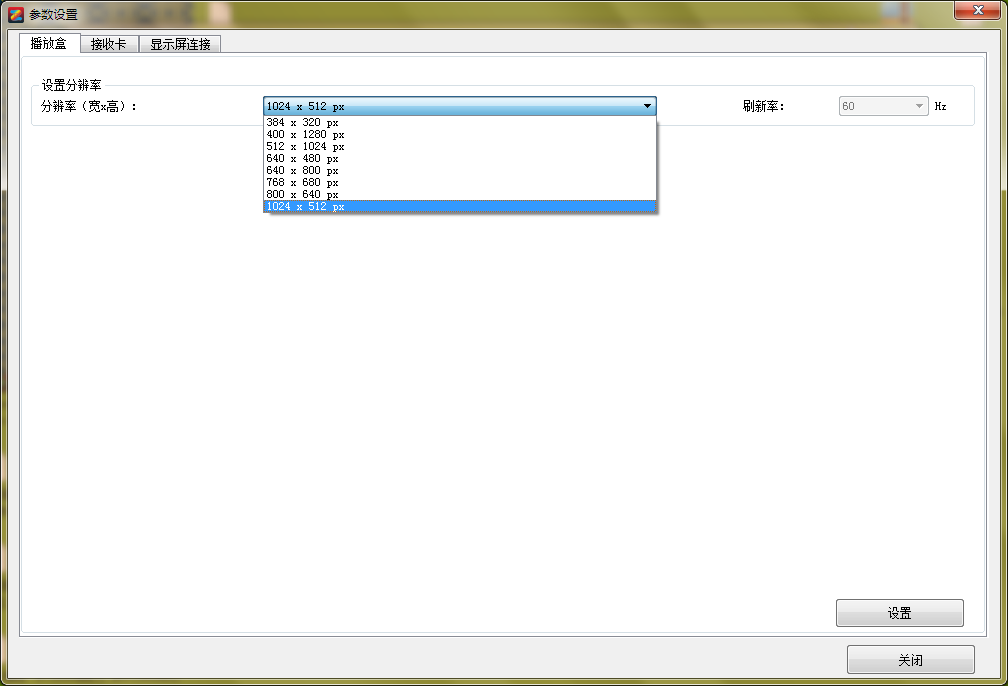 参数设置
播放盒 接收卡 显示屏连接
设置分辨率
分辨率（宽x高）： 1024 x 512 px 刷新率： 60 Hz
384 x 320 px
400 x 1280 px
512 x 1024 px
640 x 480 px
640 x 800 px
768 x 680 px
800 x 640 px
1024 x 512 px
设置
关闭